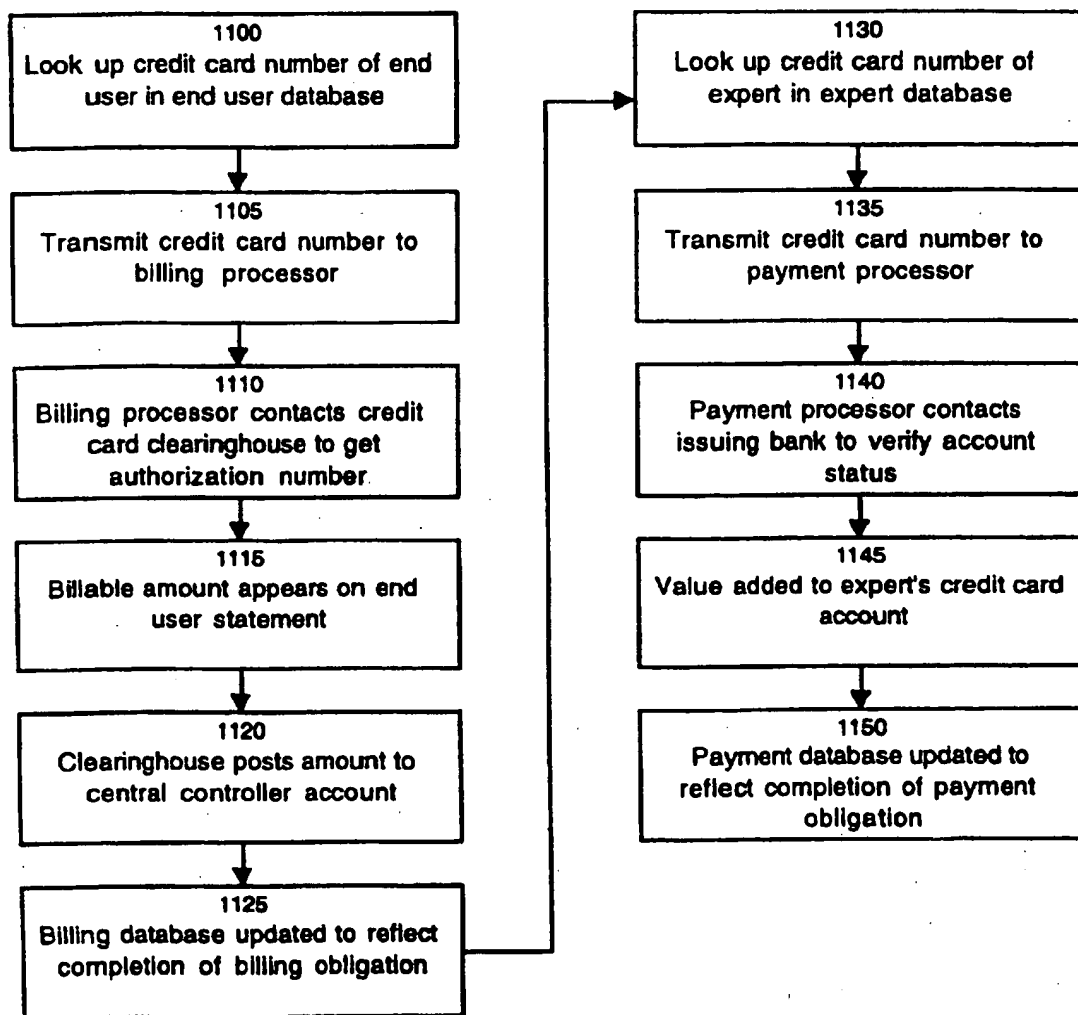 1100
Look up credit card number of end
user in end user database
1105
Transmit credit card number to
billing processor
1110
Billing processor contacts credit
card clearinghouse to get
authorization number
1115
Billable amount appears on end
user statement
1120
Clearinghouse posts amount to
central controller account
1125
Billing database updated to reflect
completion of billing obligation
1130
Look up credit card number of
expert in expert database
1135
Transmit credit card number to
payment processor
1140
Payment processor contacts
issuing bank to verify account
status
1145
Value added to expert's credit card
account
1150
Payment database updated to
reflect completion of payment
obligation